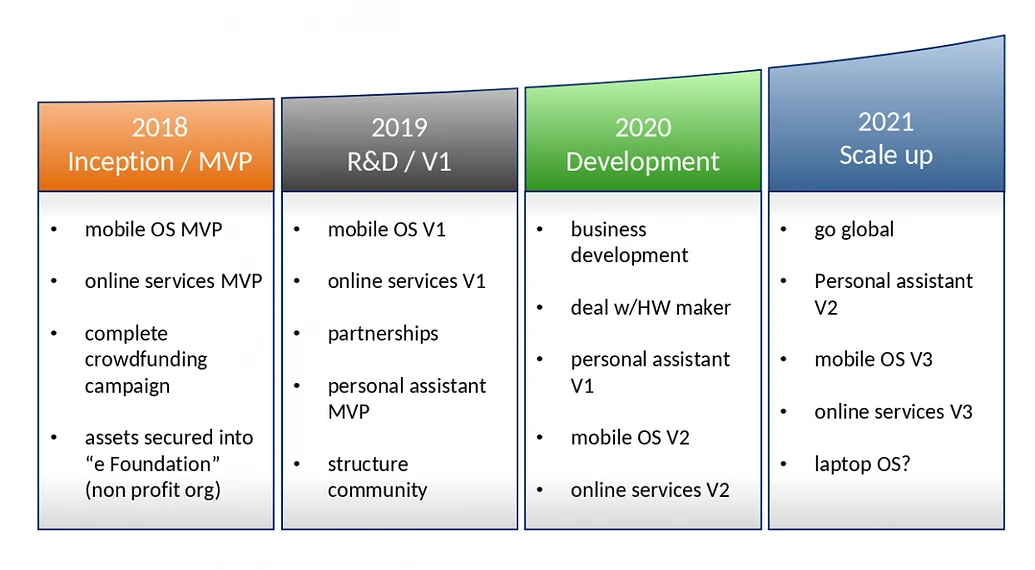 2018
Inception / MVP
• mobile OS MVP
• online services MVP
• complete
crowdfunding
campaign
• assets secured into
“e Foundation”
(non profit org)
2019
R&D / V1
• mobile OS V1
• online services V1
• partnerships
• personal assistant
MVP
• structure
community
2020
Development
• business
development
• deal w/HW maker
• personal assistant
V1
• mobile OS V2
• online services V2
2021
Scale up
• go global
• Personal assistant
V2
• mobile OS V3
• online services V3
• laptop OS?